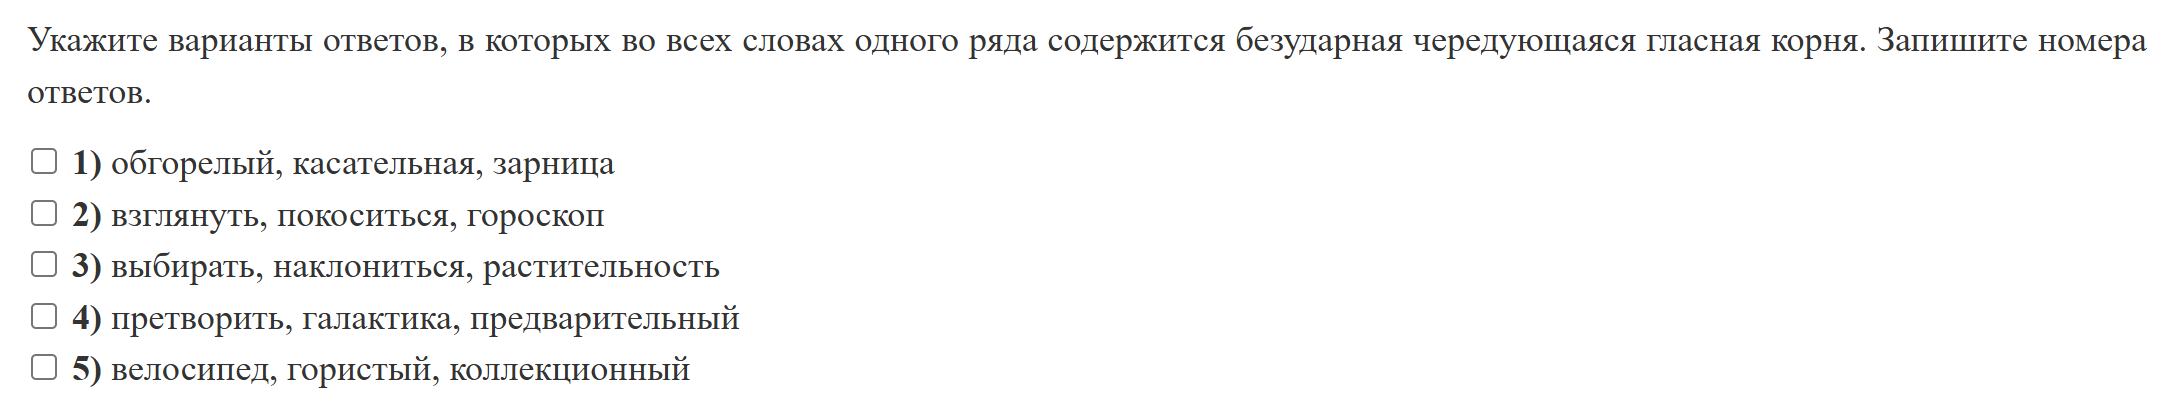 Укажите варианты ответов, в которых во всех словах одного ряда содержится безударная чередующаяся гласная корня. Запишите номера
ответов.
1) обгорелый, касательная, зарница
2) взглянуть, покоситься, гороскоп
3) выбирать, наклониться, растительность
4) претворить, галактика, предварительный
5) велосипед, гористый, коллекционный